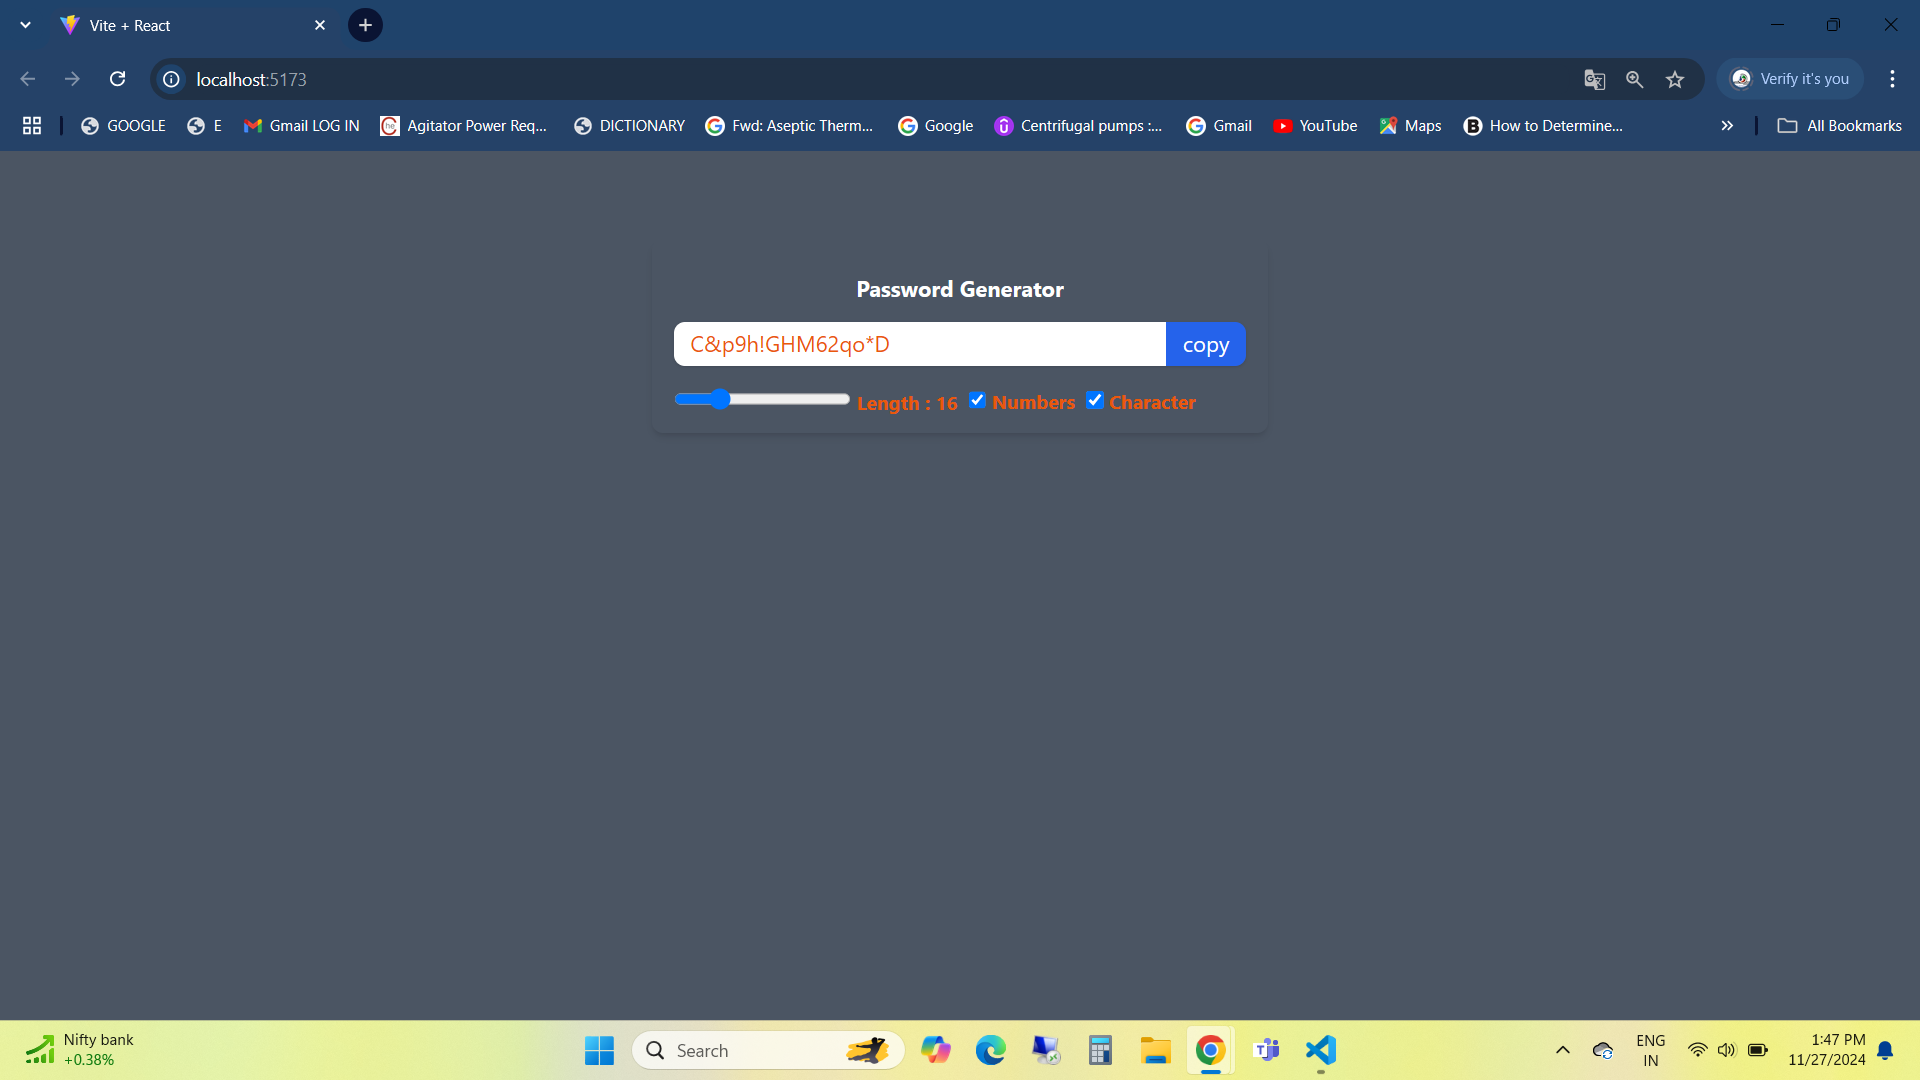 Vite + React
localhost:5173
Verify it's you
GOOGLE E Gmail LOG IN Agitator Power Req... DICTIONARY Fwd: Aseptic Therm... Google Centrifugal pumps :... Gmail YouTube Maps How to Determine... » All Bookmarks
Password Generator
C&p9h!GHM62qo*D copy
Length : 16 Numbers Character
Nifty bank
+0.38%
Search
ENG
IN
1:47 PM
11/27/2024